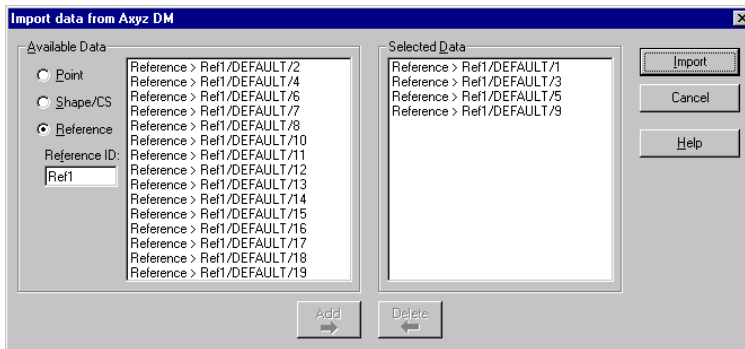 Import data from Axyz DM
Available Data
Point
Shape/CS
Reference
Reference ID:
Ref1
Reference > Ref1/DEFAULT/2
Reference > Ref1/DEFAULT/4
Reference > Ref1/DEFAULT/6
Reference > Ref1/DEFAULT/7
Reference > Ref1/DEFAULT/8
Reference > Ref1/DEFAULT/10
Reference > Ref1/DEFAULT/11
Reference > Ref1/DEFAULT/12
Reference > Ref1/DEFAULT/13
Reference > Ref1/DEFAULT/14
Reference > Ref1/DEFAULT/15
Reference > Ref1/DEFAULT/16
Reference > Ref1/DEFAULT/17
Reference > Ref1/DEFAULT/18
Reference > Ref1/DEFAULT/19
Selected Data
Reference > Ref1/DEFAULT/1
Reference > Ref1/DEFAULT/3
Reference > Ref1/DEFAULT/5
Reference > Ref1/DEFAULT/9
Import
Cancel
Help
Add
Delete